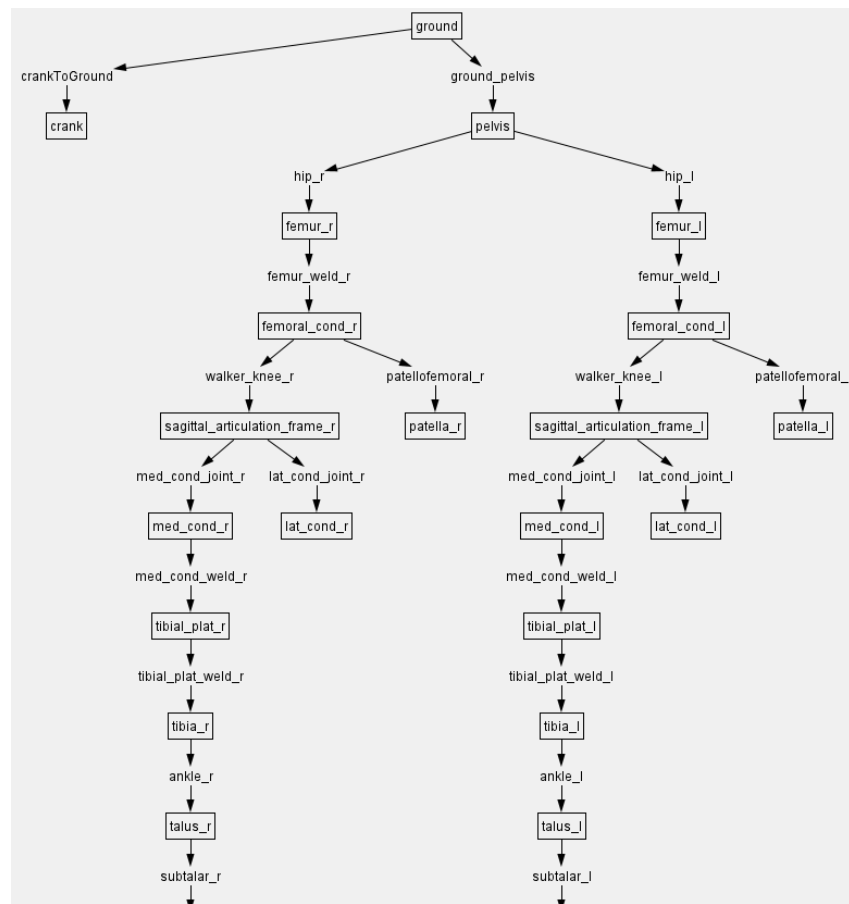 ground
crankToGround ground_pelvis
crank pelvis
hip_r hip_l
femur_r femur_l
femur_weld_r femur_weld_l
femoral_cond_r femoral_cond_l
walker_knee_r patellofemoral_r walker_knee_l patellofemoral_
sagittal_articulation_frame_r patella_r sagittal_articulation_frame_l patella_l
med_cond_joint_r lat_cond_joint_r med_cond_joint_l lat_cond_joint_l
med_cond_r lat_cond_r med_cond_l lat_cond_l
med_cond_weld_r med_cond_weld_l
tibial_plat_r tibial_plat_l
tibial_plat_weld_r tibial_plat_weld_l
tibia_r tibia_l
ankle_r ankle_l
talus_r talus_l
subtalar_r subtalar_l